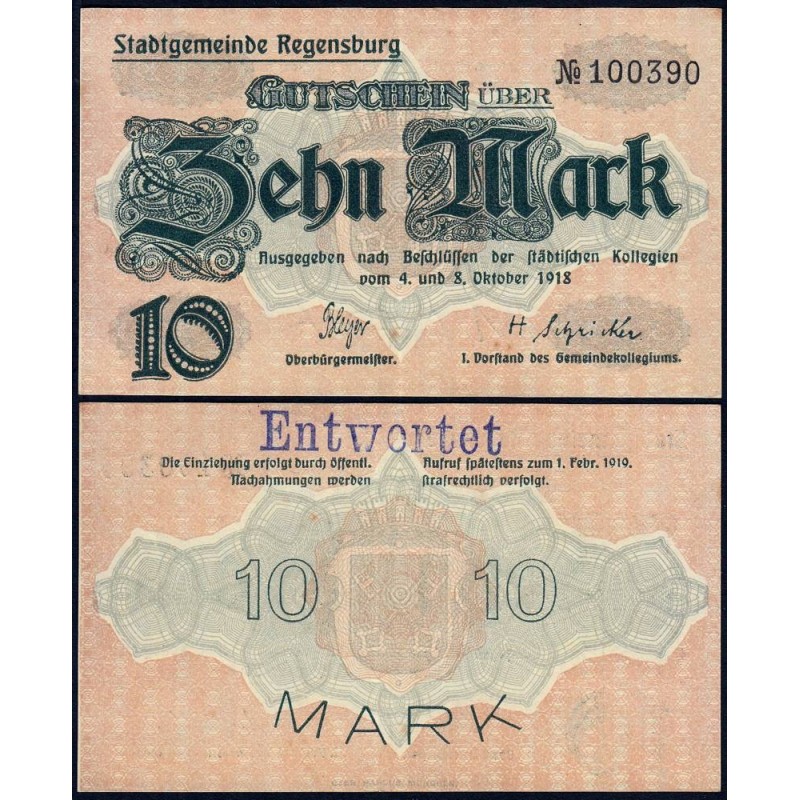 Stadtgemeinde Regensburg
№ 100390
GUTSCHEIN ÜBER
Zehn Mark
Ausgegeben nach Beſchlüſſen der ſtädtiſchen Kollegien
vom 4. und 8. Oktober 1918
10
Bleyer H Schricker
Oberbürgermeiſter. I. Vorſtand des Gemeindekollegiums.
Entwertet
Die Einziehung erfolgt durch öffentl. Aufruf ſpäteſtens zum 1. Febr. 1919.
Nachahmungen werden ſtrafrechtlich verfolgt.
10 10
MARK